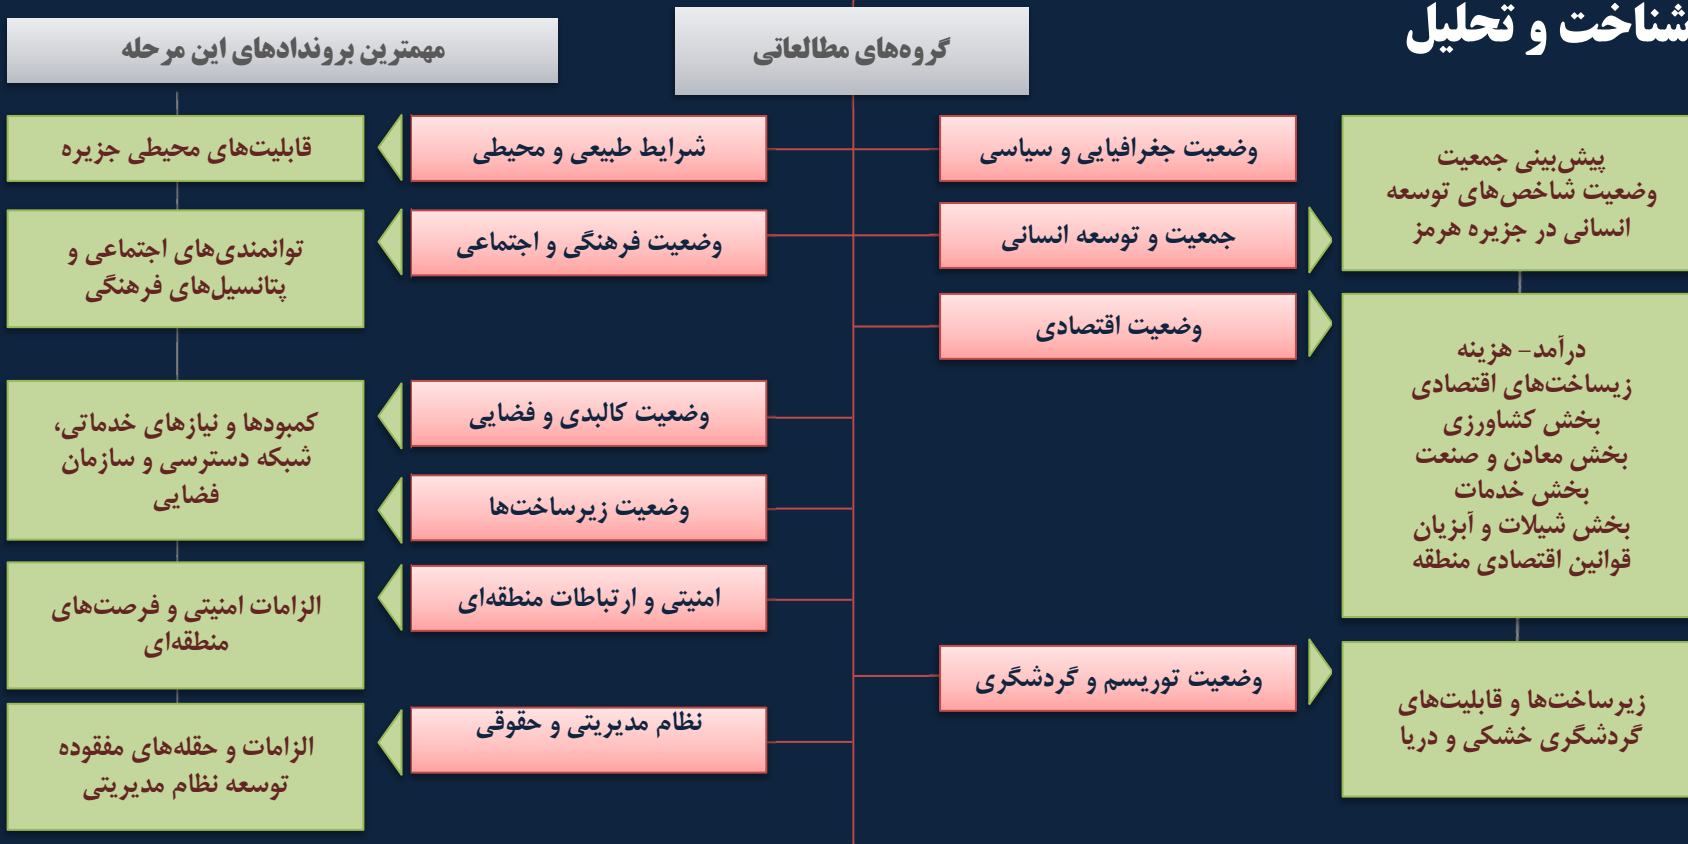 شناخت و تحلیل
گروه‌های مطالعاتی
مهمترین بروندادهای این مرحله
پیش‌بینی جمعیت
وضعیت شاخص‌های توسعه
انسانی در جزیره هرمز
درآمد- هزینه
زیساخت‌های اقتصادی
بخش کشاورزی
بخش معادن و صنعت
بخش خدمات
بخش شیلات و آبزیان
قوانین اقتصادی منطقه
زیرساخت‌ها و قابلیت‌های
گردشگری خشکی و دریا
وضعیت جغرافیایی و سیاسی
جمعیت و توسعه انسانی
وضعیت اقتصادی
وضعیت توریسم و گردشگری
شرایط طبیعی و محیطی
وضعیت فرهنگی و اجتماعی
وضعیت کالبدی و فضایی
وضعیت زیرساخت‌ها
امنیتی و ارتباطات منطقه‌ای
نظام مدیریتی و حقوقی
قابلیت‌های محیطی جزیره
توانمندی‌های اجتماعی و
پتانسیل‌های فرهنگی
کمبودها و نیازهای خدماتی،
شبکه دسترسی و سازمان
فضایی
الزامات امنیتی و فرصت‌های
منطقه‌ای
الزامات و حقله‌های مفقوده
توسعه نظام مدیریتی